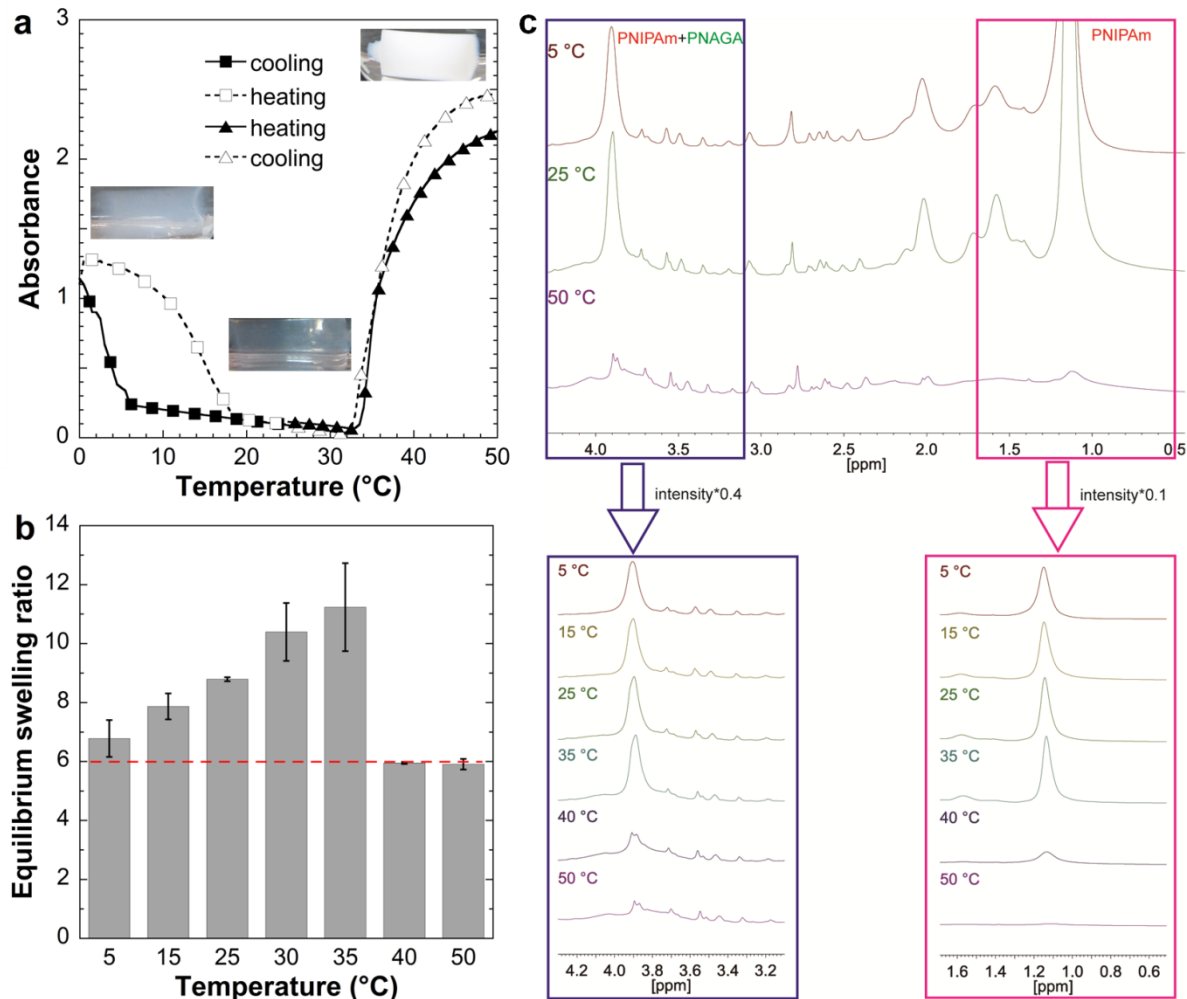 a
3
2
1
0
Absorbance
cooling
heating
heating
cooling
0 10 20 30 40 50
Temperature (°C)
b
14
12
10
8
6
4
2
0
Equilibrium swelling ratio
5 15 25 30 35 40 50
Temperature (°C)
c
PNIPAm+PNAGA
PNIPAm
5 °C
25 °C
50 °C
4.0 3.5 3.0 2.5 2.0 1.5 1.0 0.5
[ppm]
intensity*0.4
intensity*0.1
5 °C
15 °C
25 °C
35 °C
40 °C
50 °C
4.2 4.0 3.8 3.6 3.4 3.2
[ppm]
5 °C
15 °C
25 °C
35 °C
40 °C
50 °C
1.6 1.4 1.2 1.0 0.8 0.6
[ppm]